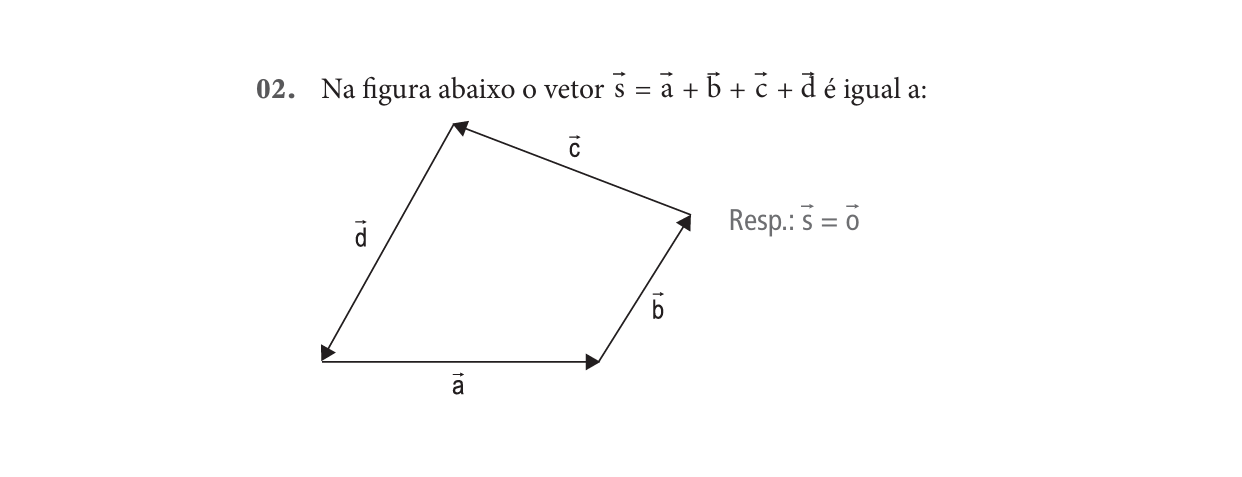 02. Na figura abaixo o vetor s⃗ = a⃗ + b⃗ + c⃗ + d⃗ é igual a:
c⃗
d⃗
Resp.: s⃗ = o⃗
b⃗
a⃗